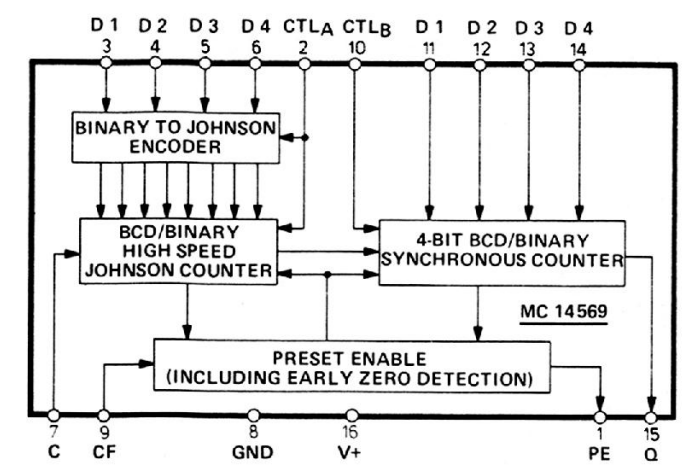 D 1 D 2 D 3 D 4 CTLA CTLB D 1 D 2 D 3 D 4
3 4 5 6 2 10 11 12 13 14
BINARY TO JOHNSON
ENCODER
BCD/BINARY
HIGH SPEED
JOHNSON COUNTER
4-BIT BCD/BINARY
SYNCHRONOUS COUNTER
MC 14569
PRESET ENABLE
(INCLUDING EARLY ZERO DETECTION)
7 9 8 16 1 15
C CF GND V+ PE Q